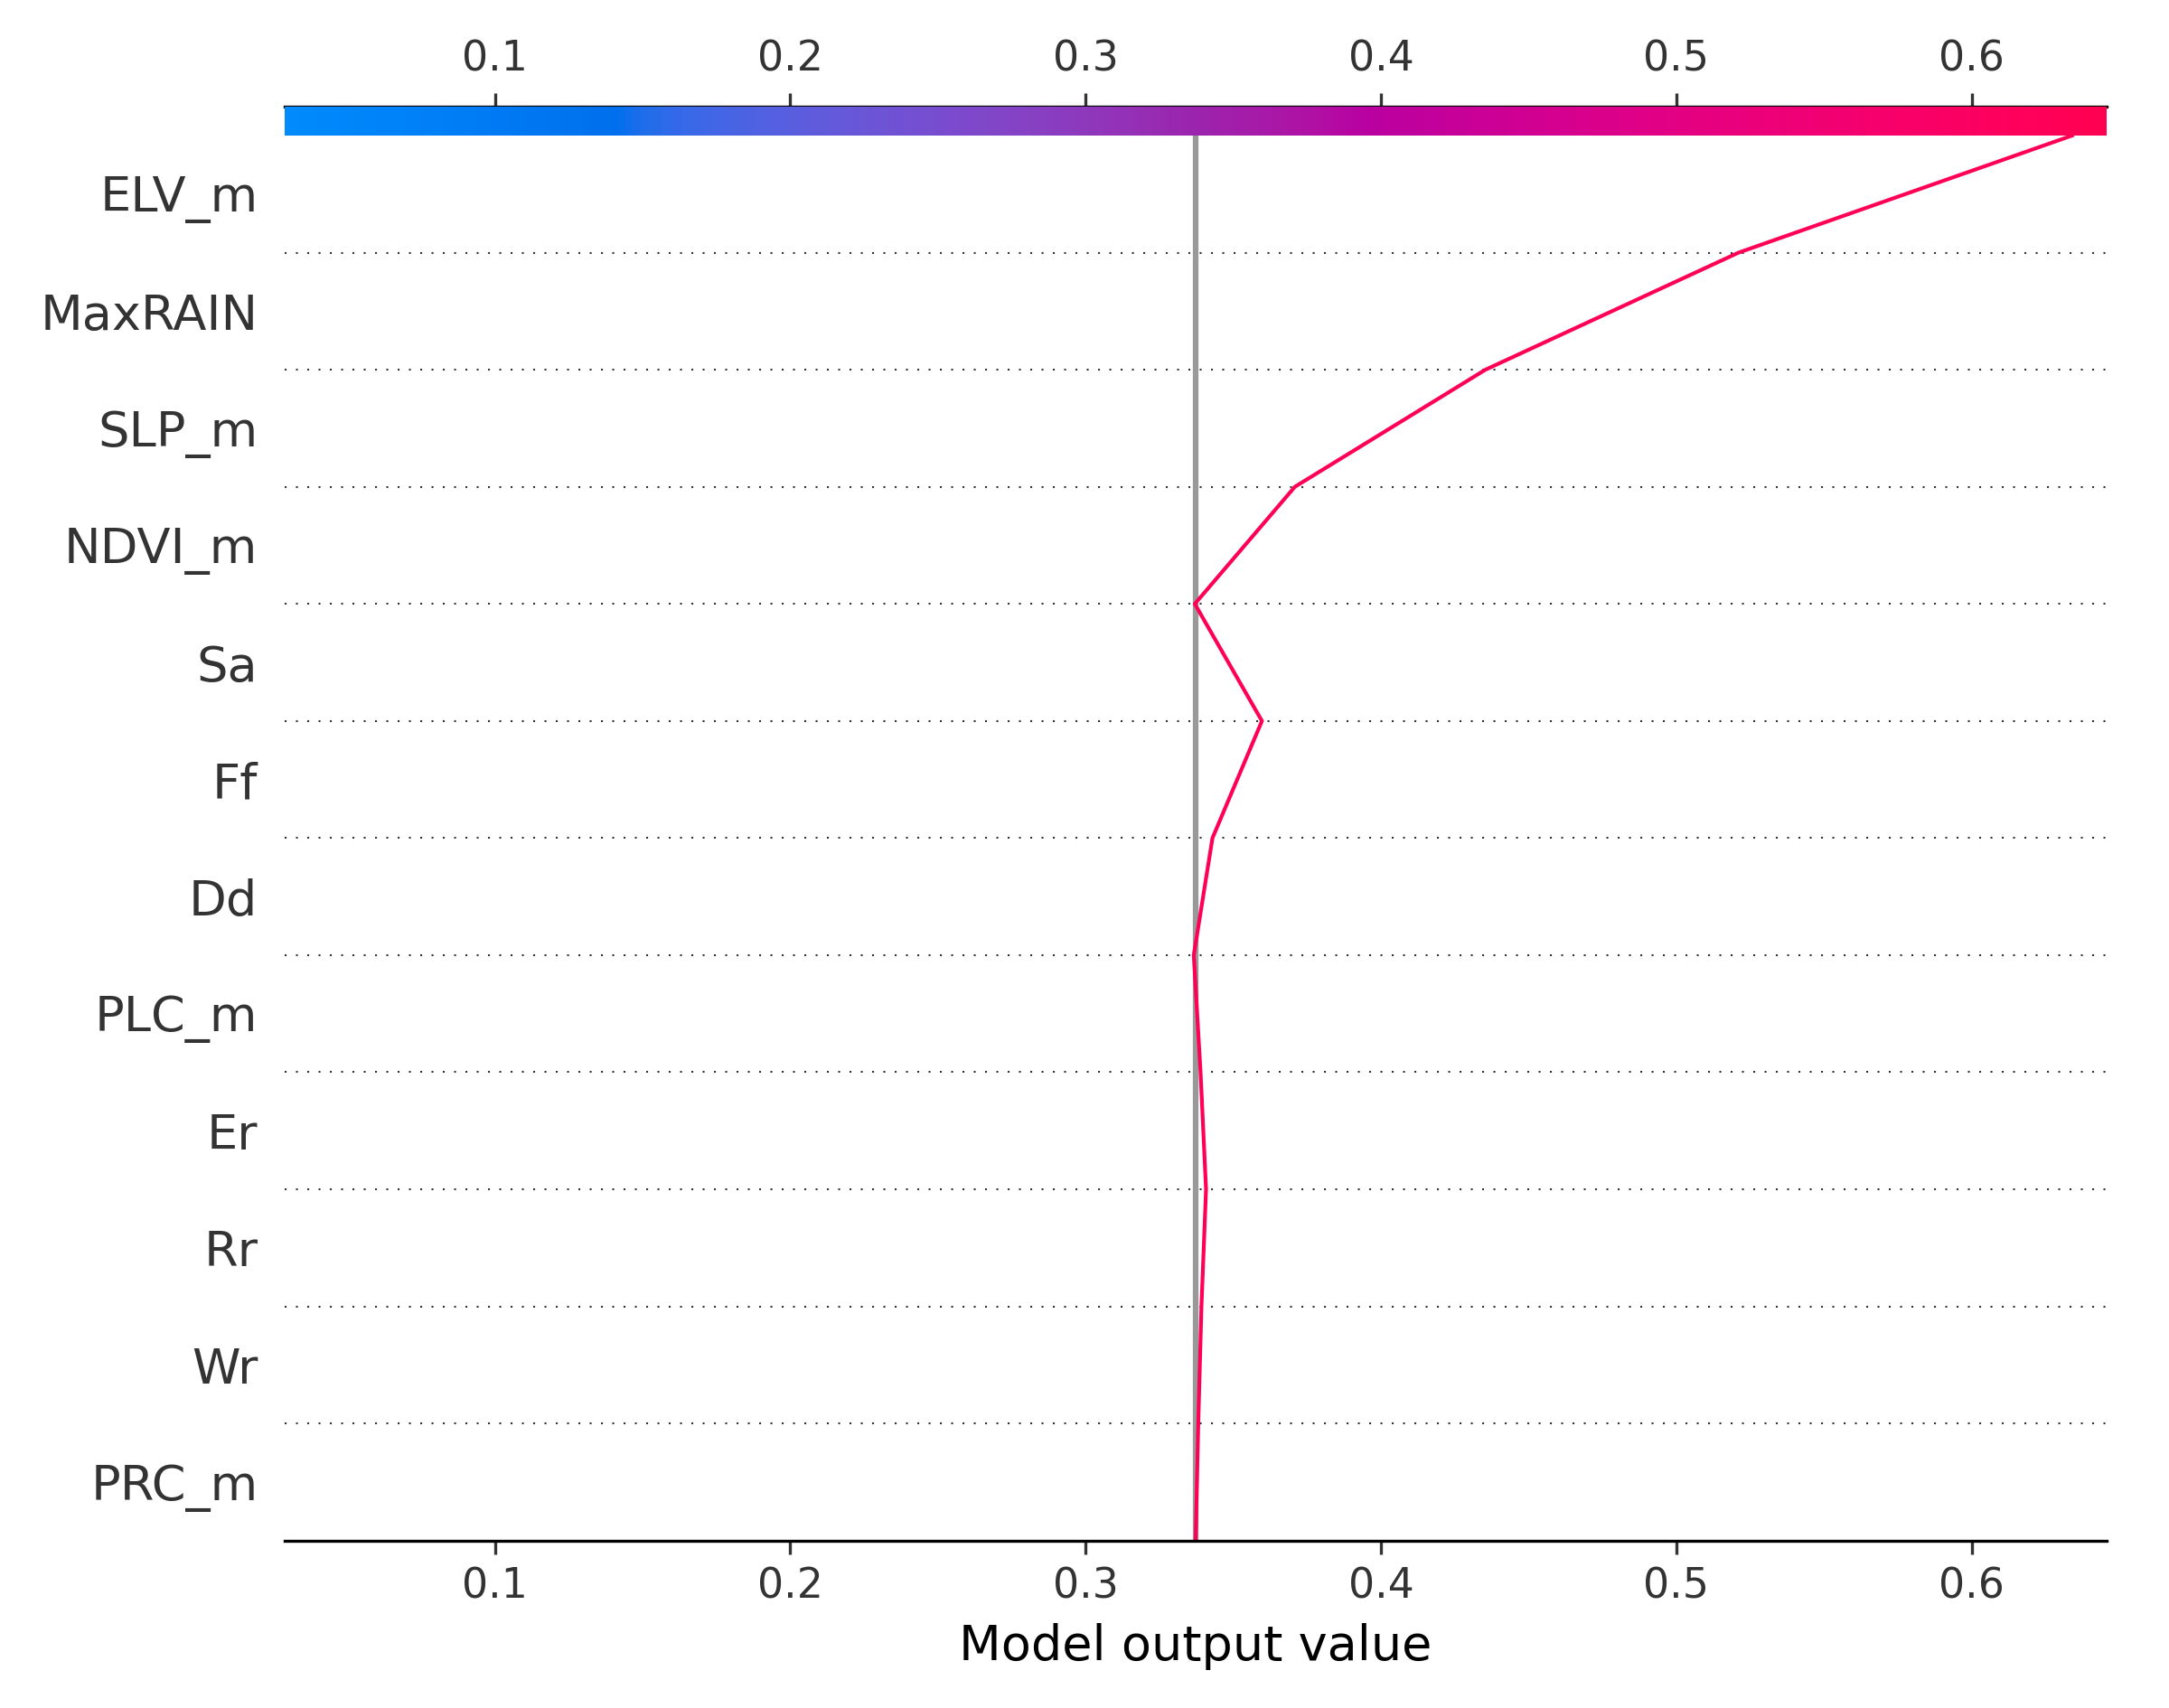 0.1 0.2 0.3 0.4 0.5 0.6
ELV_m
MaxRAIN
SLP_m
NDVI_m
Sa
Ff
Dd
PLC_m
Er
Rr
Wr
PRC_m
0.1 0.2 0.3 0.4 0.5 0.6
Model output value